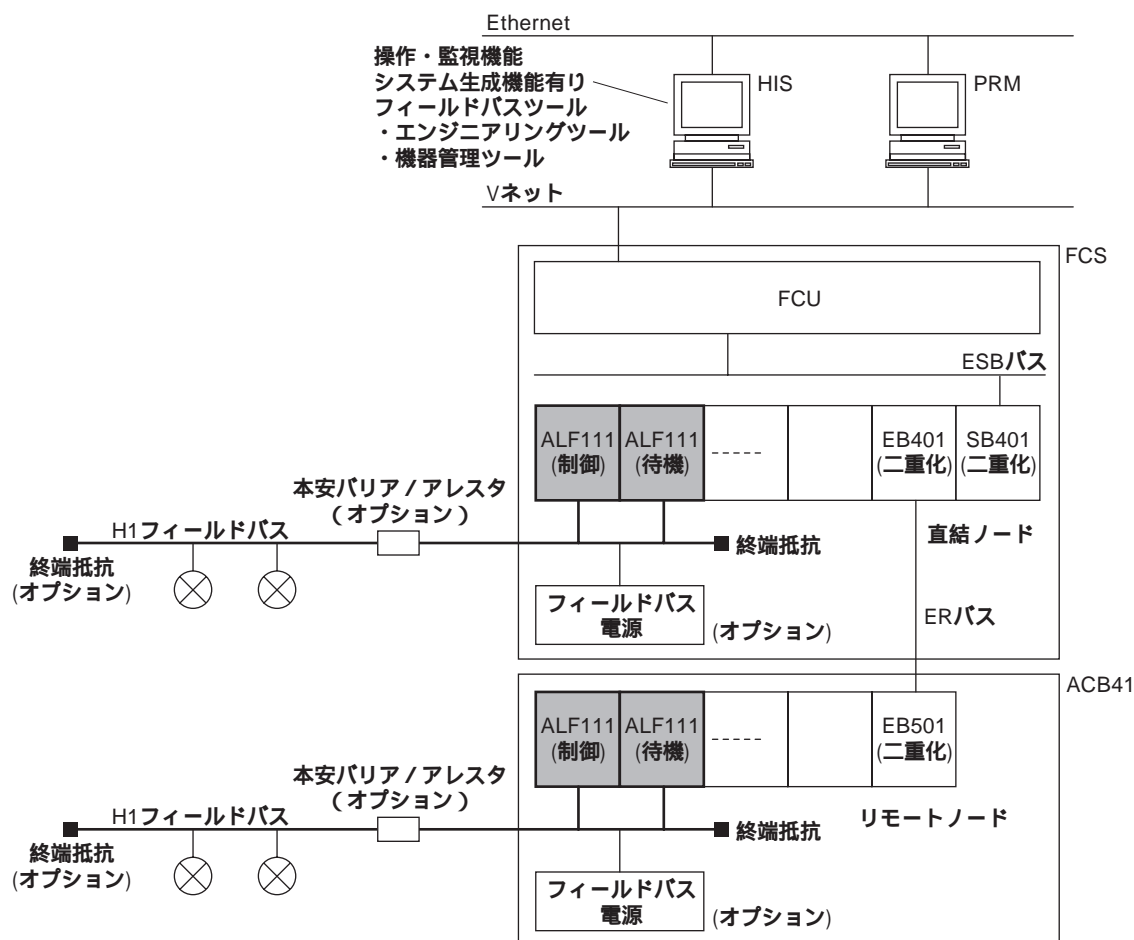 Ethernet
操作・監視機能
システム生成機能有り
フィールドバスツール
・エンジニアリングツール
・機器管理ツール
HIS
PRM
Vネット
FCS
FCU
ESBバス
ALF111
(制御)
ALF111
(待機)
EB401
(二重化)
SB401
(二重化)
本安バリア / アレスタ
( オプション )
H1フィールドバス
終端抵抗
(オプション)
終端抵抗
直結ノード
フィールドバス
電源
(オプション)
ERバス
ACB41
ALF111
(制御)
ALF111
(待機)
EB501
(二重化)
本安バリア / アレスタ
( オプション )
H1フィールドバス
終端抵抗
(オプション)
終端抵抗
リモートノード
フィールドバス
電源
(オプション)